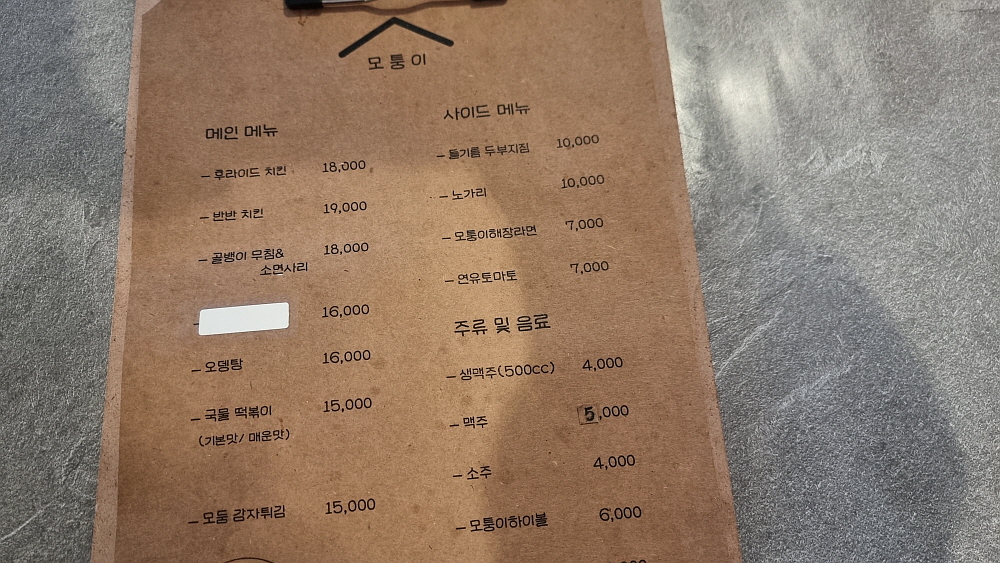 모퉁이
메인 메뉴
– 후라이드 치킨 18,000
– 반반 치킨 19,000
– 골뱅이 무침& 18,000
소면사리
– 16,000
– 오뎅탕 16,000
– 국물 떡볶이 15,000
(기본맛/ 매운맛)
– 모둠 감자튀김 15,000
사이드 메뉴
– 들기름 두부지짐 10,000
– 노가리 10,000
– 모퉁이해장라면 7,000
– 연유토마토 7,000
주류 및 음료
– 생맥주(500cc) 4,000
– 맥주 5,000
– 소주 4,000
– 모퉁이하이볼 6,000